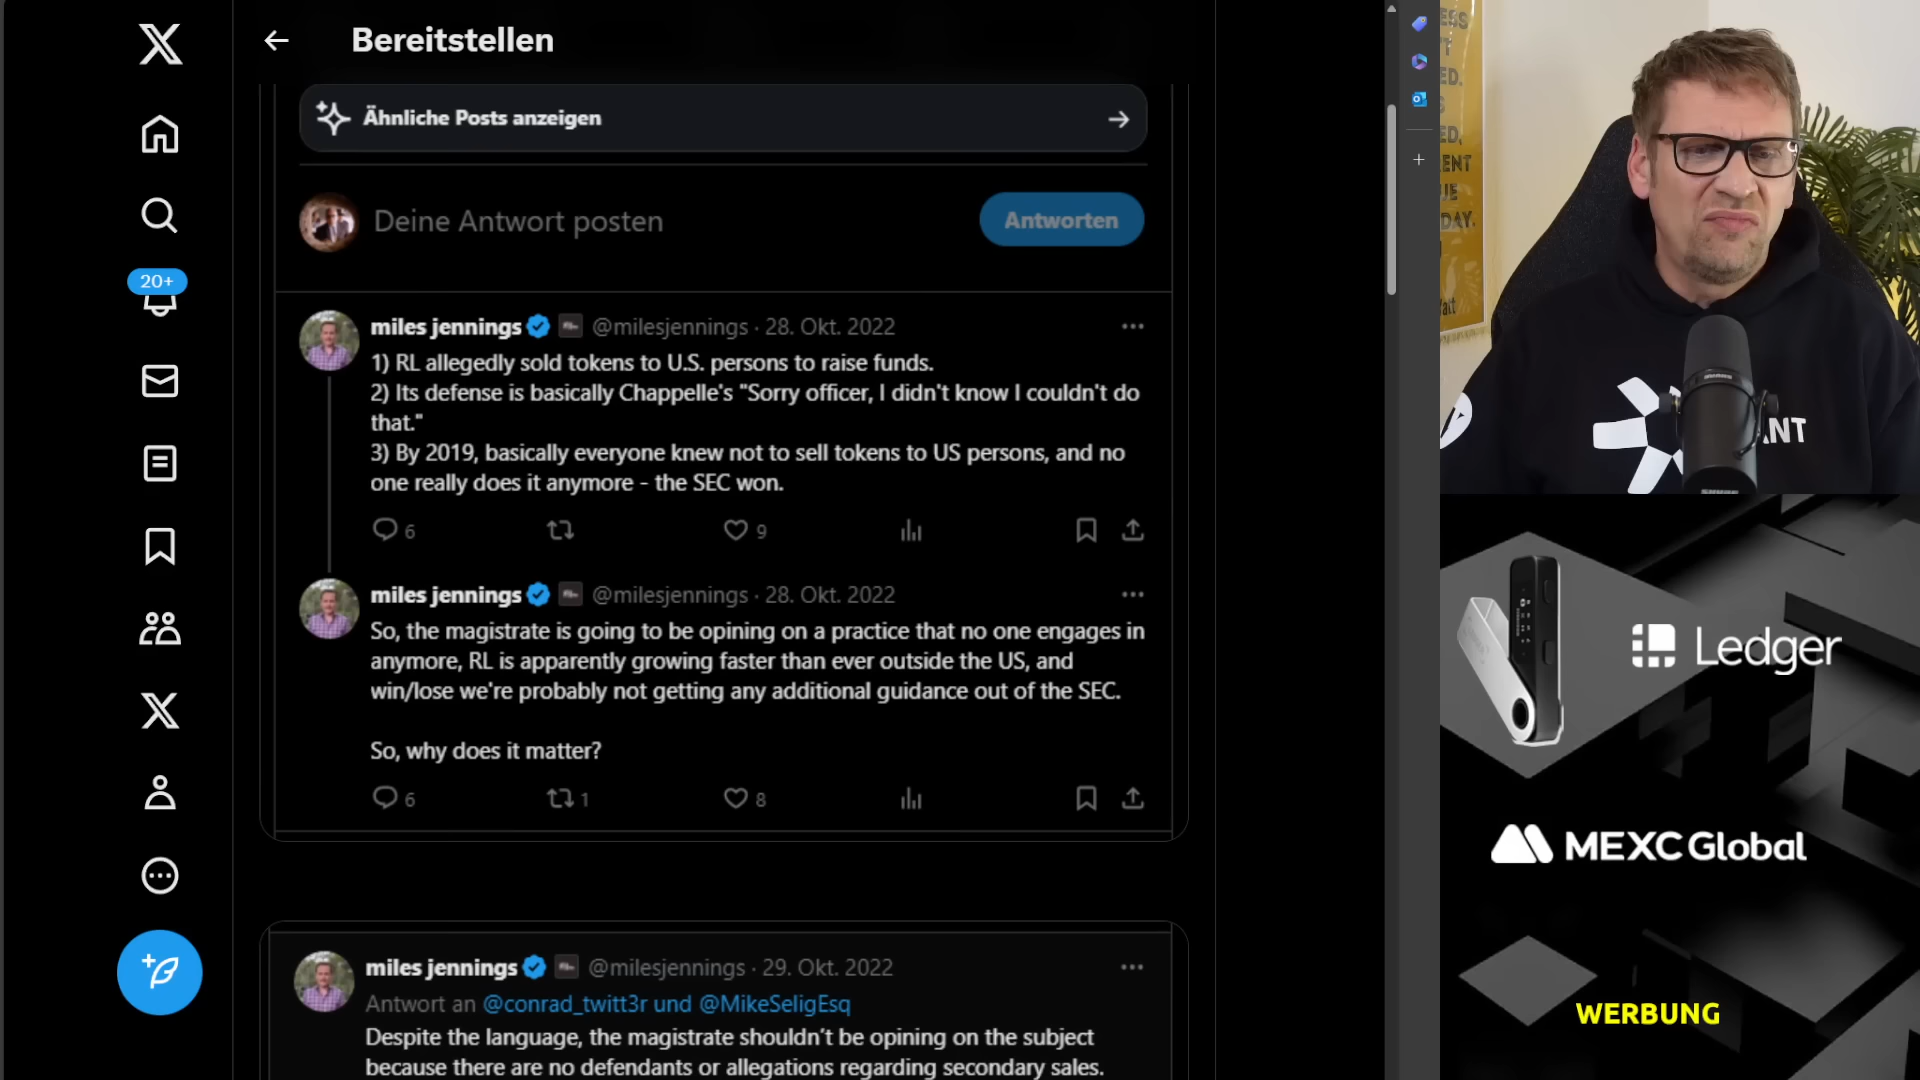 Bereitstellen
Ähnliche Posts anzeigen
Deine Antwort posten
Antworten
20+
miles jennings @milesjennings · 28. Okt. 2022
1) RL allegedly sold tokens to U.S. persons to raise funds.
2) Its defense is basically Chappelle's "Sorry officer, I didn't know I couldn't do
that."
3) By 2019, basically everyone knew not to sell tokens to US persons, and no
one really does it anymore - the SEC won.
6 9
miles jennings @milesjennings · 28. Okt. 2022
So, the magistrate is going to be opining on a practice that no one engages in
anymore, RL is apparently growing faster than ever outside the US, and
win/lose we're probably not getting any additional guidance out of the SEC.
So, why does it matter?
6 1 8
miles jennings @milesjennings · 29. Okt. 2022
Antwort an @conrad_twitt3r und @MikeSeligEsq
Despite the language, the magistrate shouldn't be opining on the subject
because there are no defendants or allegations regarding secondary sales.
ESS
ED.
ED,
ENT
UE
DAY.
ANT
Ledger
MEXC Global
WERBUNG